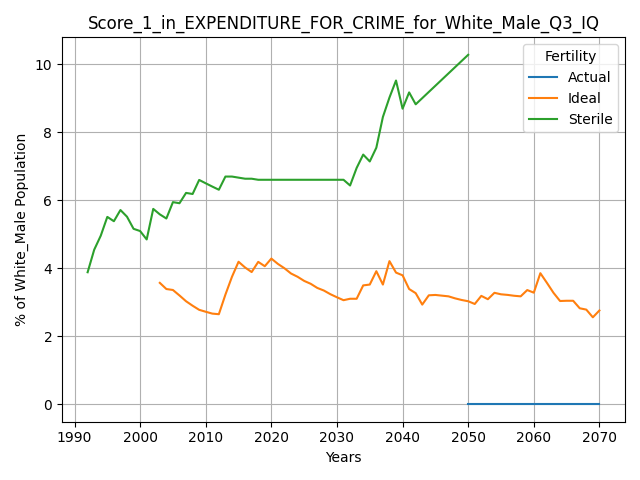 Score_1_in_EXPENDITURE_FOR_CRIME_for_White_Male_Q3_IQ
Fertility
Actual
Ideal
Sterile
% of White_Male Population
10
8
6
4
2
0
1990 2000 2010 2020 2030 2040 2050 2060 2070
Years